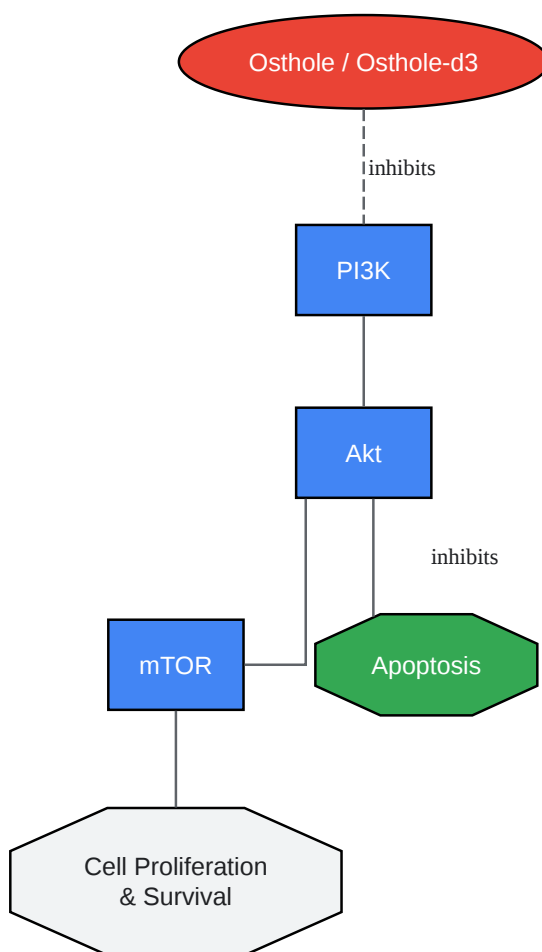 Osthole / Osthole-d3
inhibits
PI3K
Akt
inhibits
mTOR
Apoptosis
Cell Proliferation
& Survival